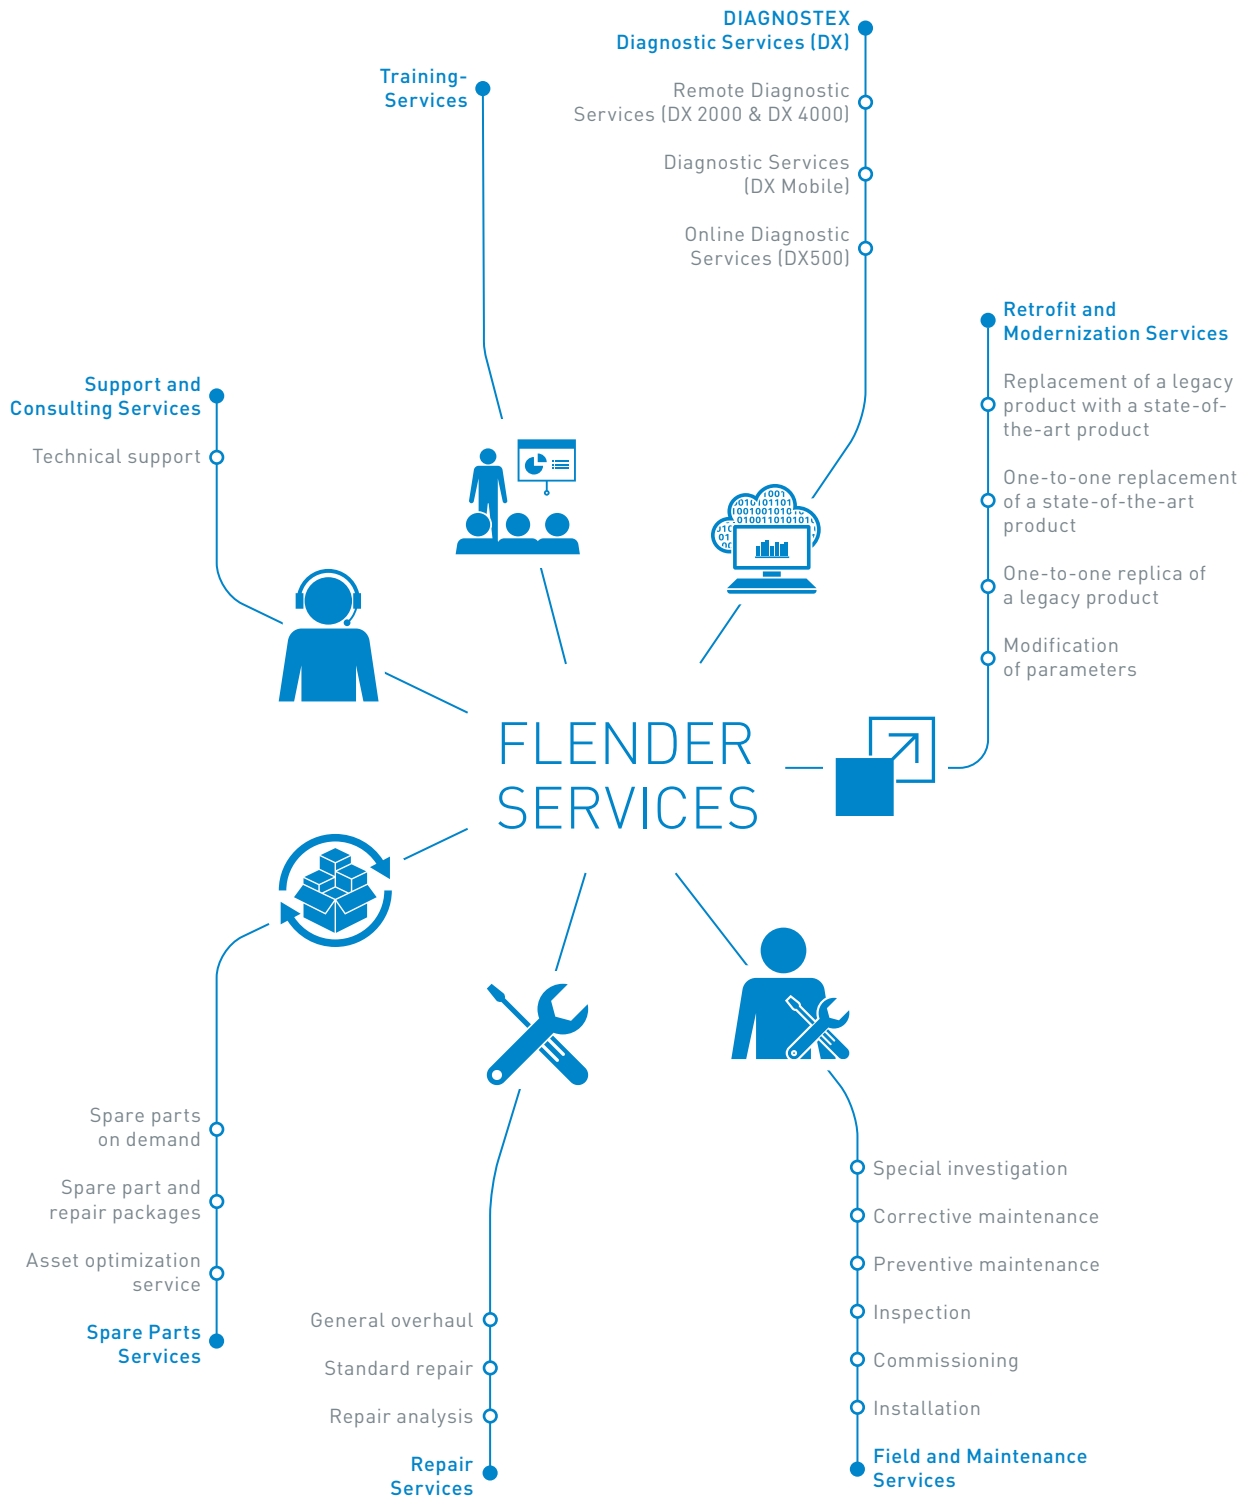 DIAGNOSTEX
Diagnostic Services (DX)
Remote Diagnostic
Services (DX 2000 & DX 4000)
Diagnostic Services
(DX Mobile)
Online Diagnostic
Services (DX500)
Training-
Services
Retrofit and
Modernization Services
Replacement of a legacy
product with a state-of-
the-art product
One-to-one replacement
of a state-of-the-art
product
One-to-one replica of
a legacy product
Modification
of parameters
Support and
Consulting Services
Technical support
FLENDER
SERVICES
Spare parts
on demand
Spare part and
repair packages
Asset optimization
service
Spare Parts
Services
General overhaul
Standard repair
Repair analysis
Repair
Services
Special investigation
Corrective maintenance
Preventive maintenance
Inspection
Commissioning
Installation
Field and Maintenance
Services